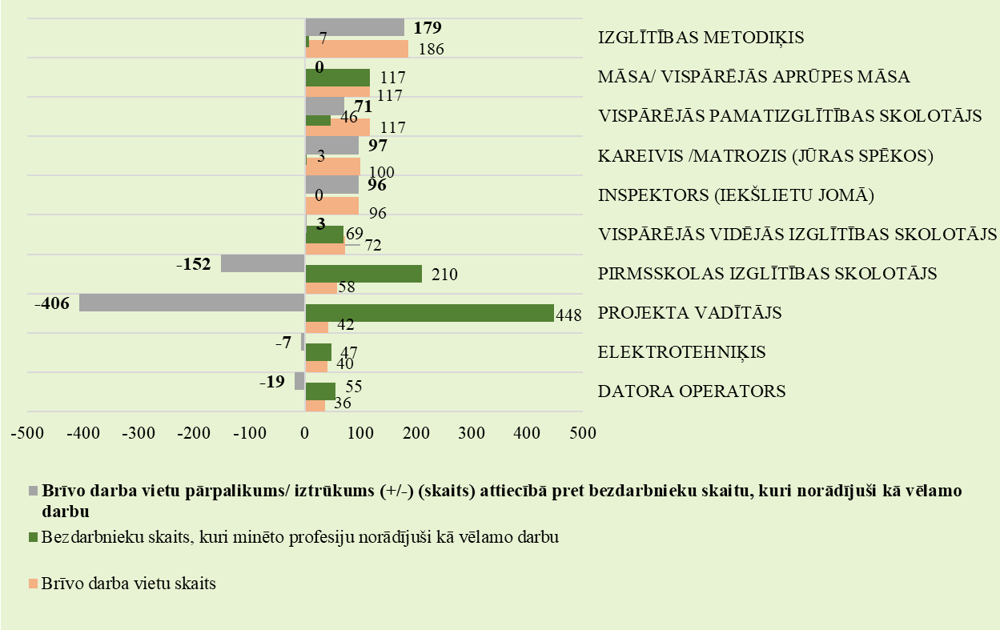 179
7
186
IZGLĪTĪBAS METODIĶIS
0
117
117
MĀSA/ VISPĀRĒJĀS APRŪPES MĀSA
71
46
117
VISPĀRĒJĀS PAMATIZGLĪTĪBAS SKOLOTĀJS
97
3
100
KAREIVIS /MATROZIS (JŪRAS SPĒKOS)
96
0
96
INSPEKTORS (IEKŠLIETU JOMĀ)
3
69
72
VISPĀRĒJĀS VIDĒJĀS IZGLĪTĪBAS SKOLOTĀJS
-152
210
58
PIRMSSKOLAS IZGLĪTĪBAS SKOLOTĀJS
-406
448
42
PROJEKTA VADĪTĀJS
-7
47
40
ELEKTROTEHNIĶIS
-19
55
36
DATORA OPERATORS
-500 -400 -300 -200 -100 0 100 200 300 400 500
Brīvo darba vietu pārpalikums/ iztrūkums (+/-) (skaits) attiecībā pret bezdarbnieku skaitu, kuri norādījuši kā vēlamo
darbu
Bezdarbnieku skaits, kuri minēto profesiju norādījuši kā vēlamo darbu
Brīvo darba vietu skaits